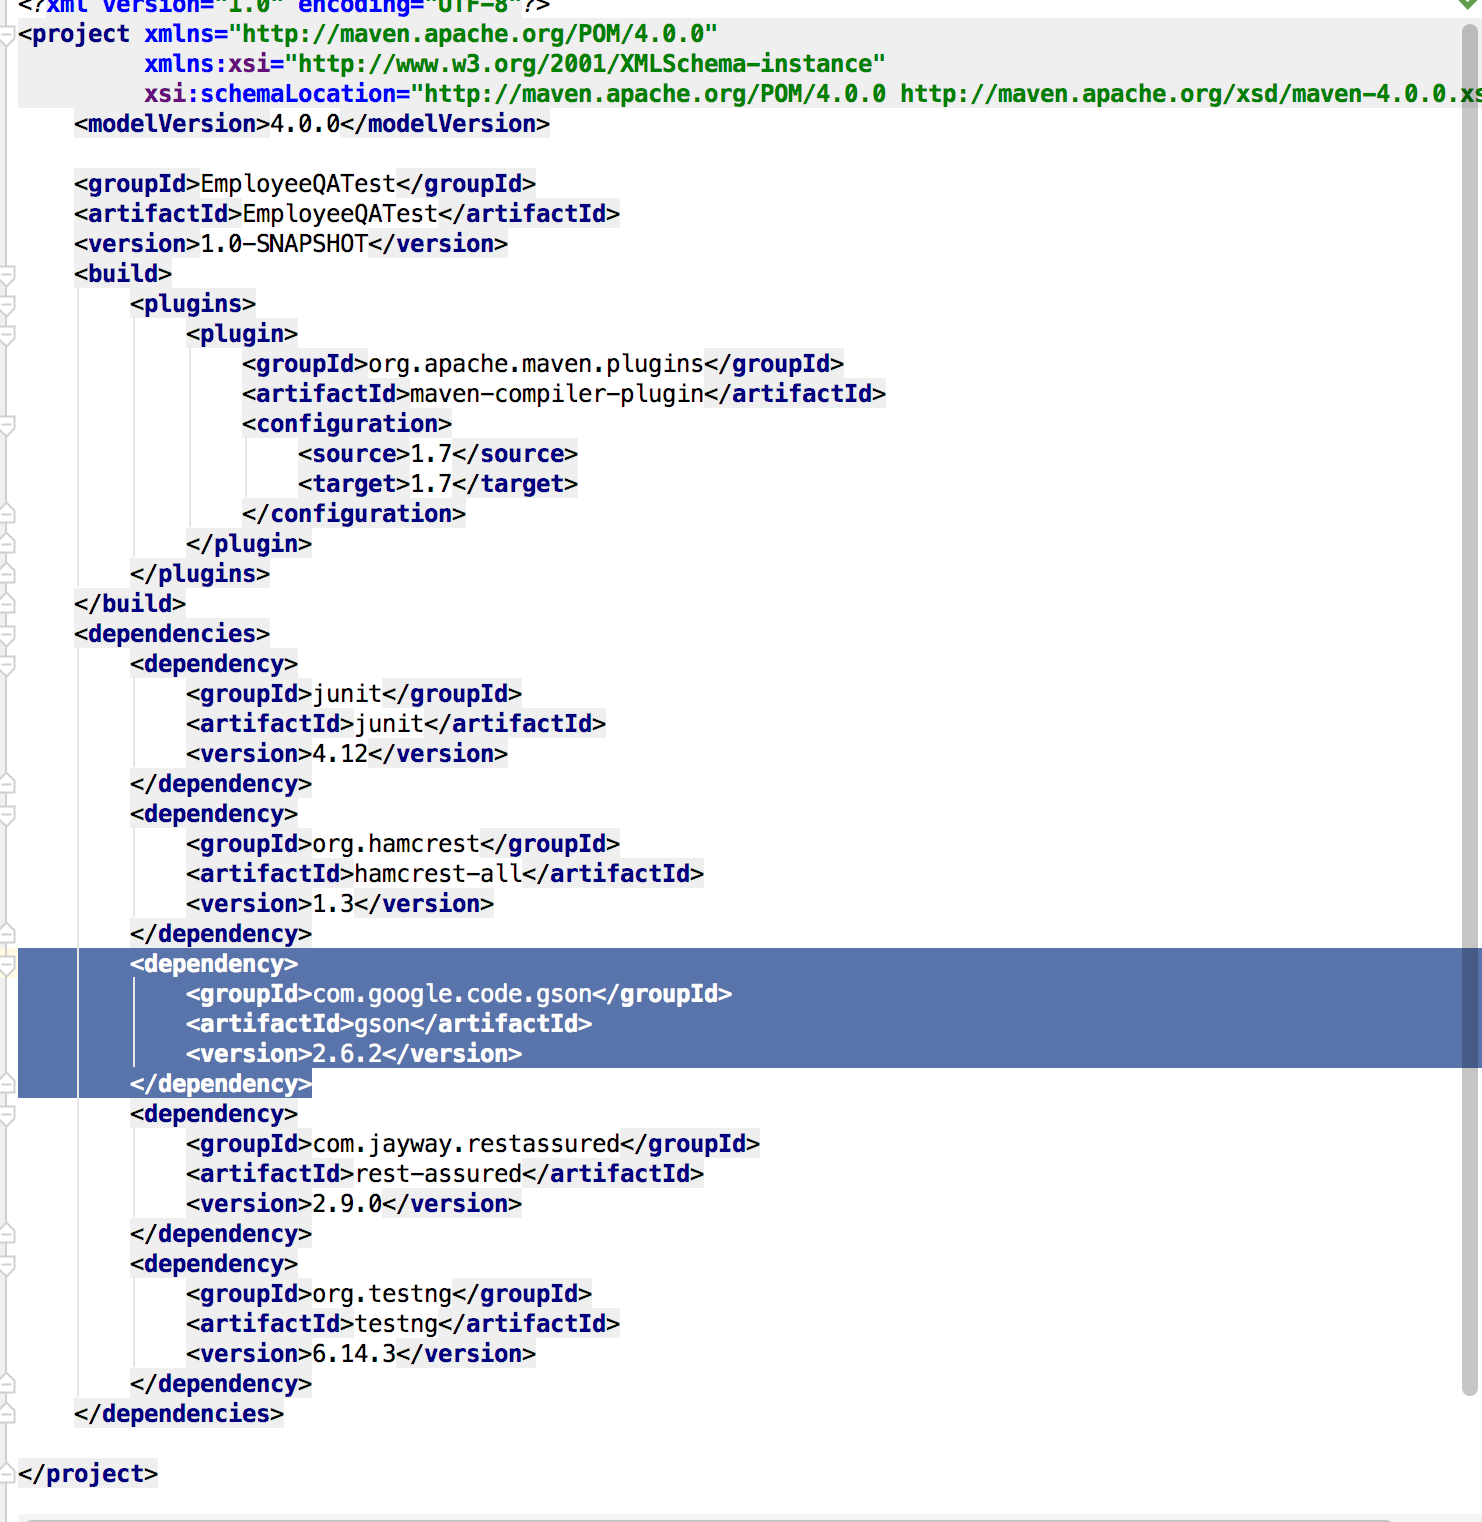 <?xml version="1.0" encoding="UTF-8"?>
<project xmlns="http://maven.apache.org/POM/4.0.0"
xmlns:xsi="http://www.w3.org/2001/XMLSchema-instance"
xsi:schemaLocation="http://maven.apache.org/POM/4.0.0 http://maven.apache.org/xsd/maven-4.0.0.xs
<modelVersion>4.0.0</modelVersion>
<groupId>EmployeeQATest</groupId>
<artifactId>EmployeeQATest</artifactId>
<version>1.0-SNAPSHOT</version>
<build>
<plugins>
<plugin>
<groupId>org.apache.maven.plugins</groupId>
<artifactId>maven-compiler-plugin</artifactId>
<configuration>
<source>1.7</source>
<target>1.7</target>
</configuration>
</plugin>
</plugins>
</build>
<dependencies>
<dependency>
<groupId>junit</groupId>
<artifactId>junit</artifactId>
<version>4.12</version>
</dependency>
<dependency>
<groupId>org.hamcrest</groupId>
<artifactId>hamcrest-all</artifactId>
<version>1.3</version>
</dependency>
<dependency>
<groupId>com.google.code.gson</groupId>
<artifactId>gson</artifactId>
<version>2.6.2</version>
</dependency>
<dependency>
<groupId>com.jayway.restassured</groupId>
<artifactId>rest-assured</artifactId>
<version>2.9.0</version>
</dependency>
<dependency>
<groupId>org.testng</groupId>
<artifactId>testng</artifactId>
<version>6.14.3</version>
</dependency>
</dependencies>
</project>